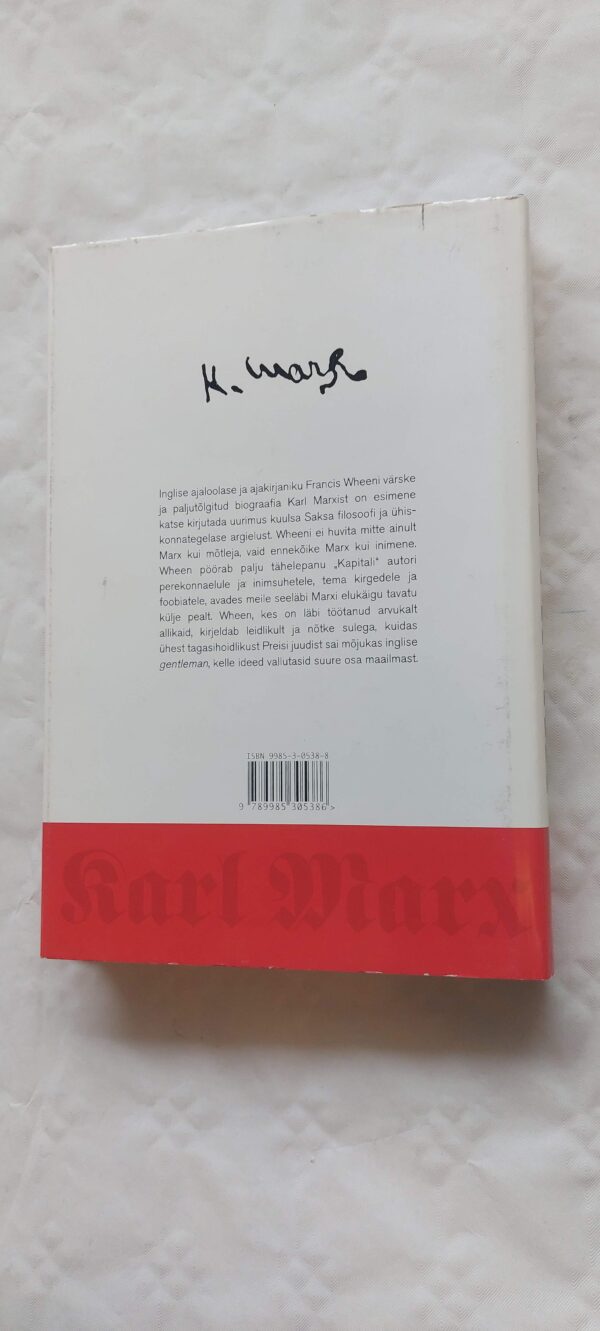 K. Marx
Inglise ajaloolase ja ajakirjaniku Francis Wheeni värske
ja paljutõlgitud biograafia Karl Marxist on esimene
katse kirjutada uurimus kuulsa Saksa filosoofi ja ühis-
konnategelase argielust. Wheeni ei huvita mitte ainult
Marx kui mõtleja, vaid ennekõike Marx kui inimene.
Wheen pöörab palju tähelepanu „Kapitali“ autori
perekonnaelule ja inimsuhetele, tema kirgedele ja
foobiatele, avades meile seeläbi Marxi elukäigu tavatu
külje pealt. Wheen, kes on läbi töötanud arvukalt
allikaid, kirjeldab leidlikult ja nõtke sulega, kuidas
ühest tagasihoidlikust Preisi juudist sai mõjukas inglise
gentleman, kelle ideed vallutasid suure osa maailmast.
ISBN 9985-3-0538-8
9 789985 305386 >
Karl Marx